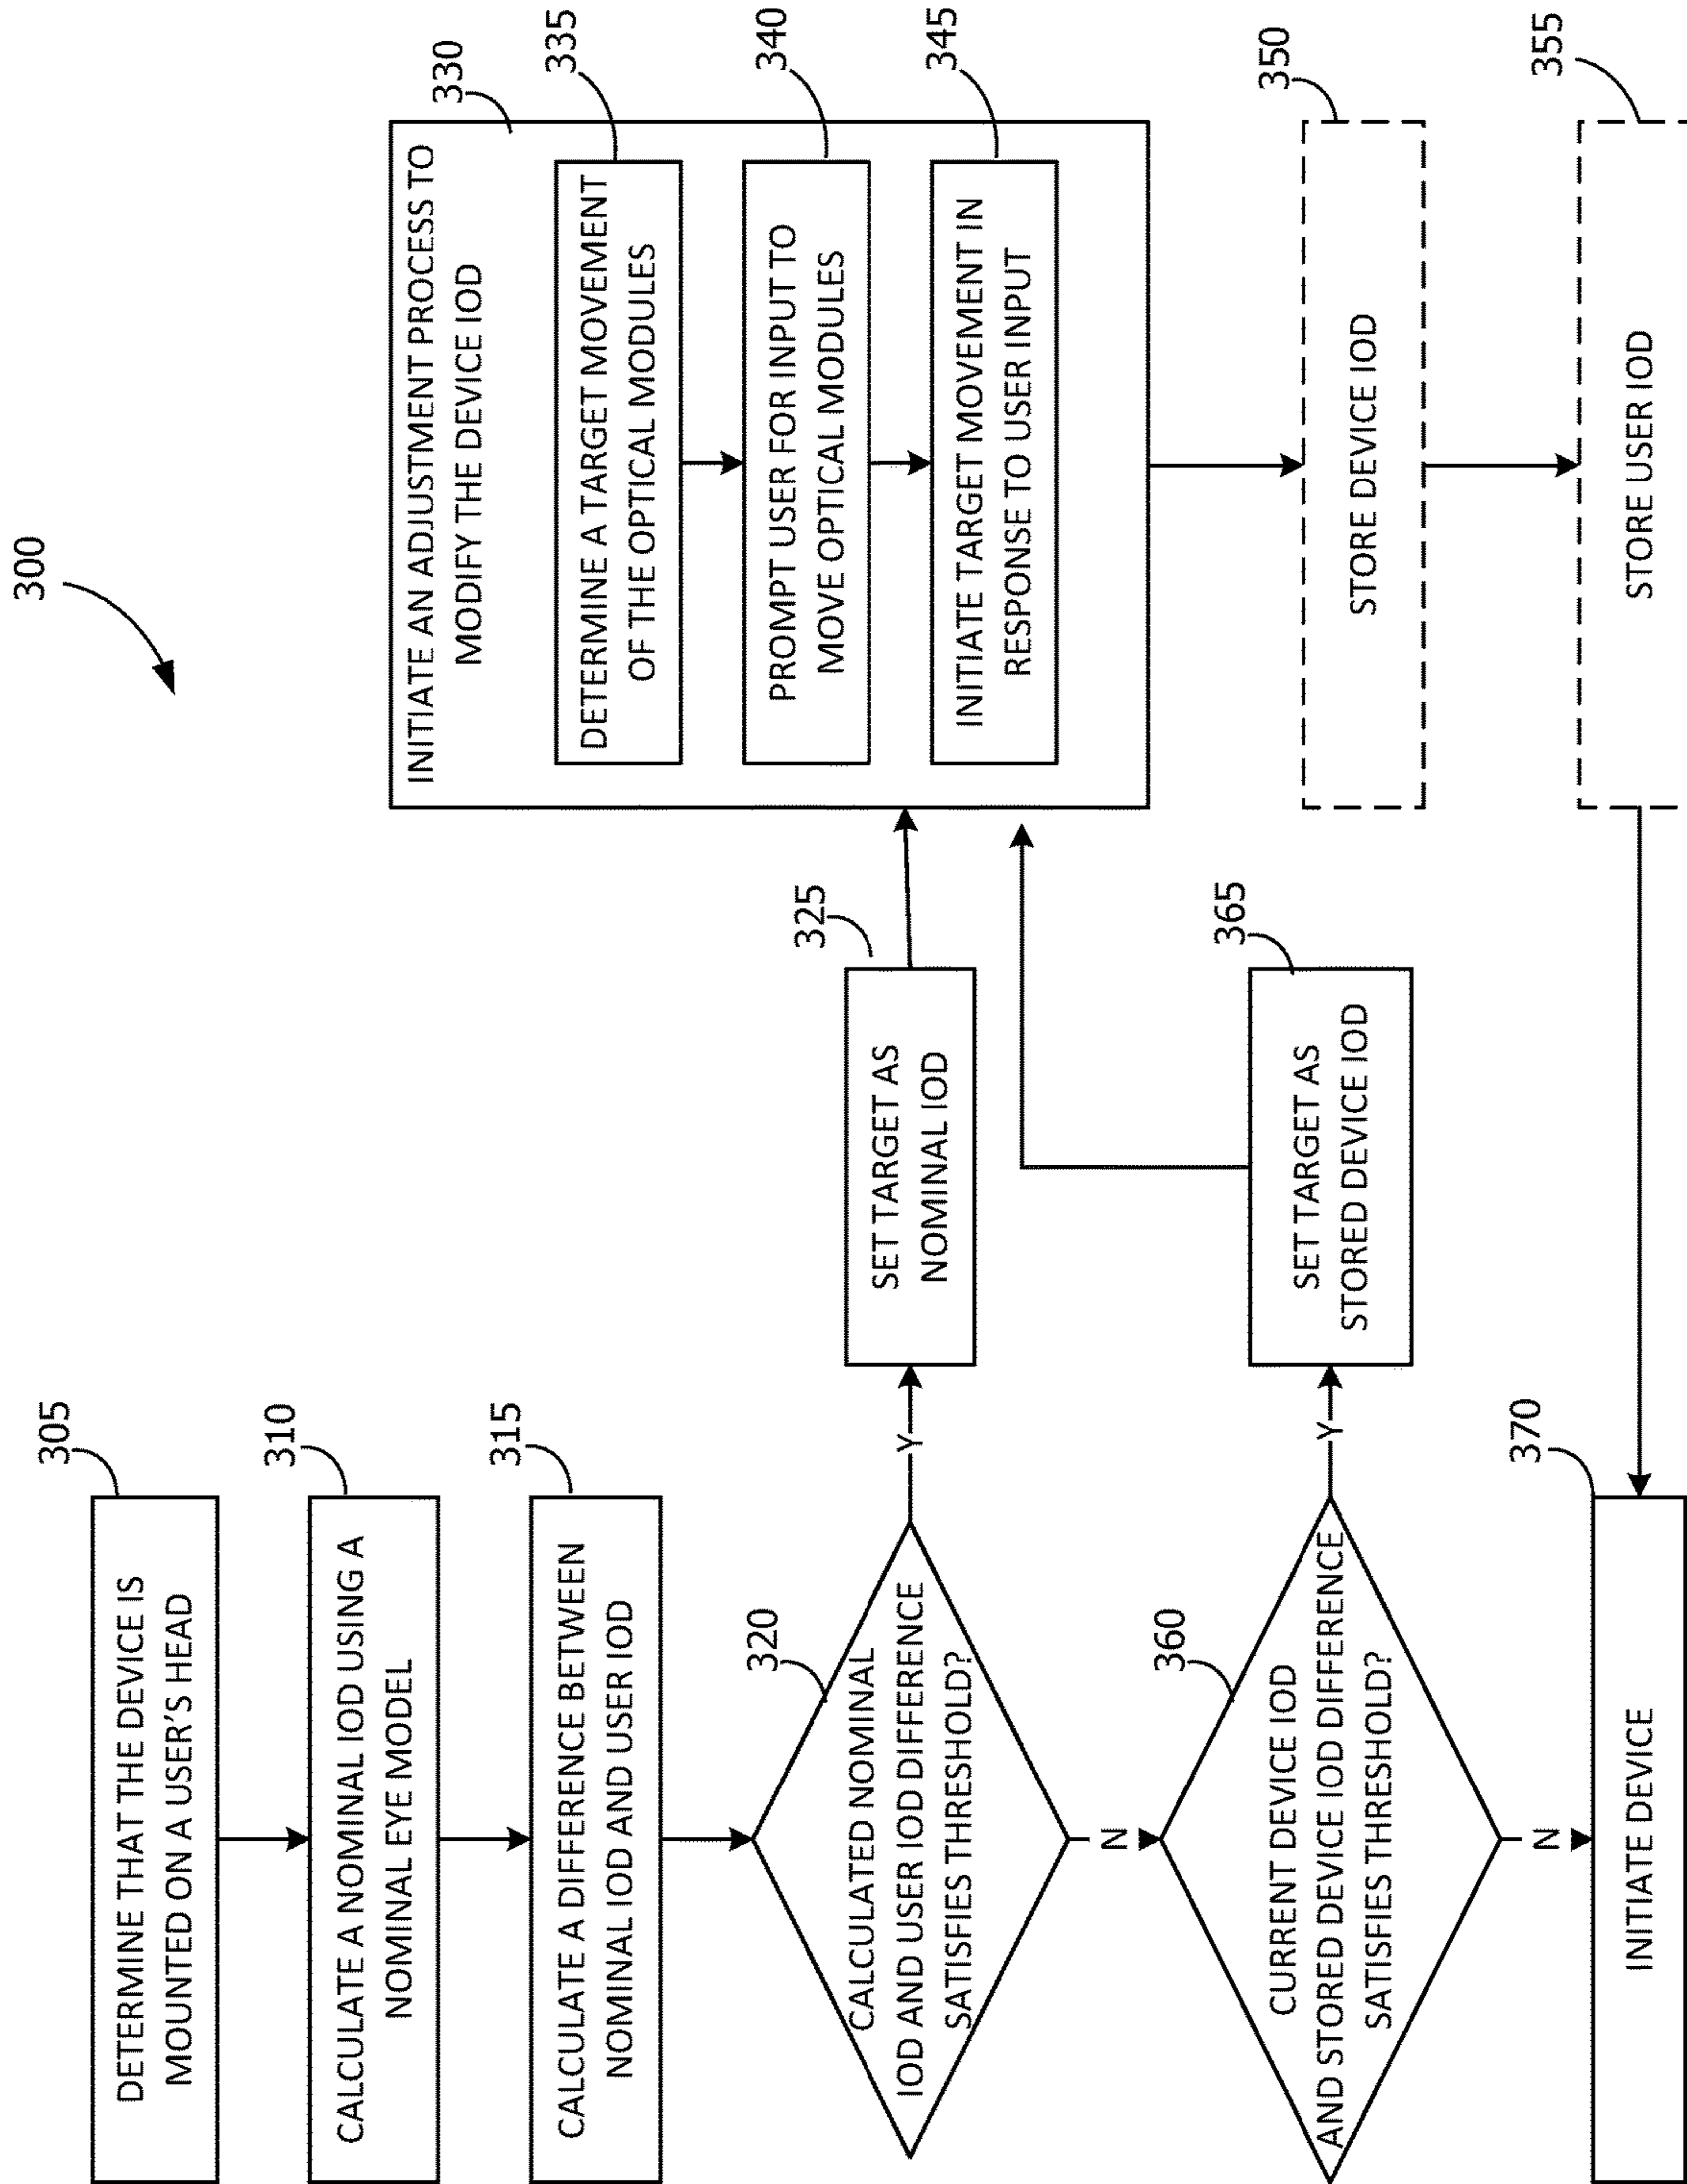 300
305
DETERMINE THAT THE DEVICE IS
MOUNTED ON A USER'S HEAD
310
CALCULATE A NOMINAL IOD USING A
NOMINAL EYE MODEL
315
CALCULATE A DIFFERENCE BETWEEN
NOMINAL IOD AND USER IOD
320
CALCULATED NOMINAL
IOD AND USER IOD DIFFERENCE
SATISFIES THRESHOLD?
Y
N
325
SET TARGET AS
NOMINAL IOD
330
INITIATE AN ADJUSTMENT PROCESS TO
MODIFY THE DEVICE IOD
335
DETERMINE A TARGET MOVEMENT
OF THE OPTICAL MODULES
340
PROMPT USER FOR INPUT TO
MOVE OPTICAL MODULES
345
INITIATE TARGET MOVEMENT IN
RESPONSE TO USER INPUT
350
STORE DEVICE IOD
355
STORE USER IOD
360
CURRENT DEVICE IOD
AND STORED DEVICE IOD DIFFERENCE
SATISFIES THRESHOLD?
Y
N
365
SET TARGET AS
STORED DEVICE IOD
370
INITIATE DEVICE